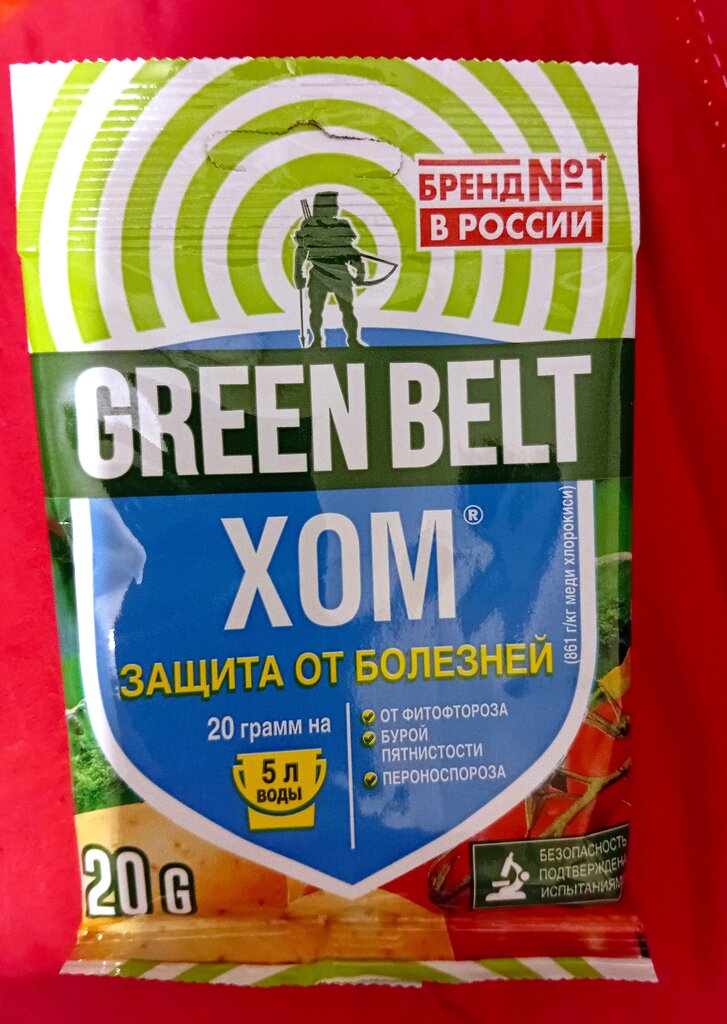 БРЕНД №1*
В РОССИИ
GREEN BELT
ХОМ®
(861 г/кг меди хлорокиси)
ЗАЩИТА ОТ БОЛЕЗНЕЙ
20 грамм на
5 л
ВОДЫ
ОТ ФИТОФТОРОЗА
БУРОЙ
ПЯТНИСТОСТИ
ПЕРОНОСПОРОЗА
20 G
БЕЗОПАСНОСТЬ
ПОДТВЕРЖДЕНА
ИСПЫТАНИЯМИ